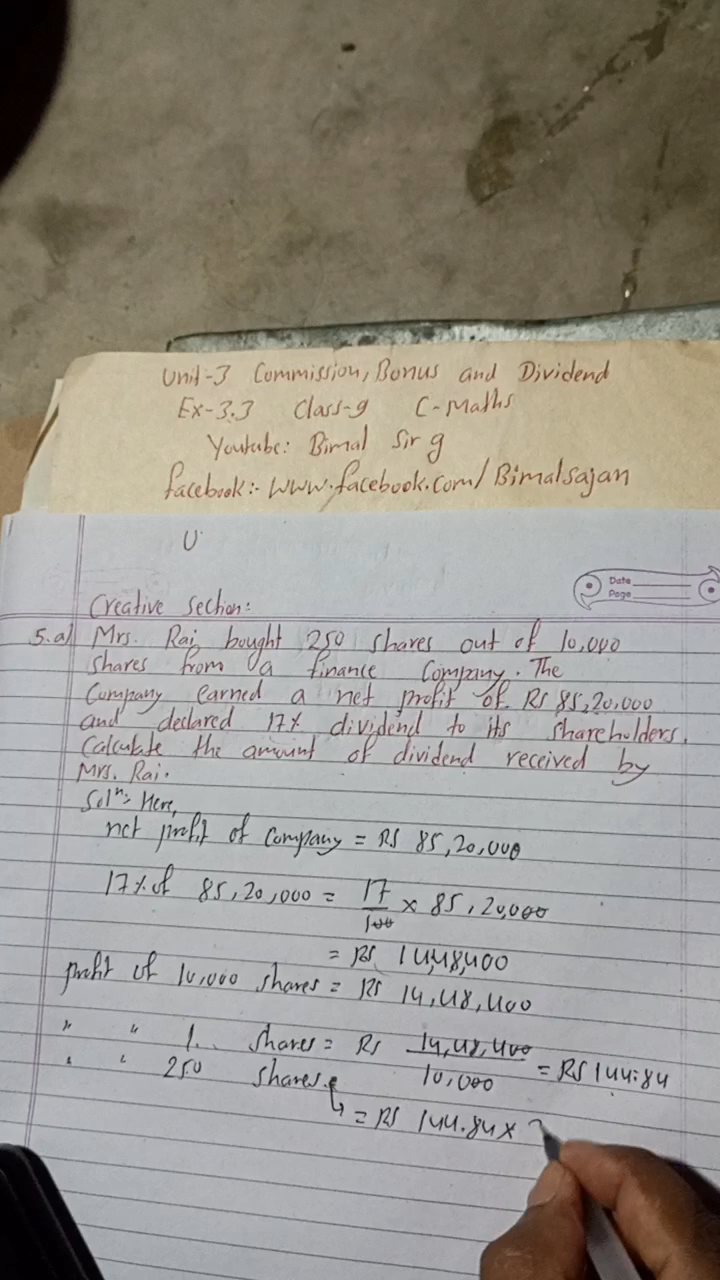 Unit-3 Commission, Bonus and Dividend
Ex-3.3 Class-9 C-Maths
Youtube: Bimal Sir g
facebook:- www.facebook.com/Bimalsajan
U
Date
Page
Creative section:
5.a) Mrs. Rai bought 250 shares out of 10,000
shares from a finance Company. The
Company earned a net profit of RS 85,20,000
and declared 17% dividend to its shareholders.
Calculate the amount of dividend received by
Mrs. Rai.
Solⁿ: Here,
net profit of Company = RS 85,20,000
17% of 85,20,000 = 17/100 × 85,20,000
= RS 14,48,400
profit of 10,000 shares = RS 14,48,400
" " 1.. shares = RS 14,48,400/10,000 = RS 144.84
" " 250 shares
= RS 144.84 ×